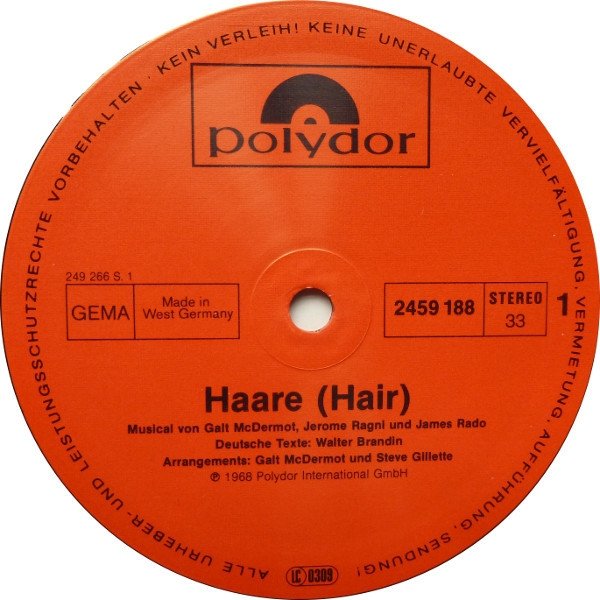 ALLE URHEBER- UND LEISTUNGSSCHUTZRECHTE VORBEHALTEN · KEIN VERLEIH! KEINE UNERLAUBTE VERVIELFÄLTIGUNG, VERMIETUNG, AUFFÜHRUNG, SENDUNG!
polydor
249 266 S. 1
GEMA
Made in
West Germany
2459 188
STEREO
33
1
Haare (Hair)
Musical von Galt McDermot, Jerome Ragni und James Rado
Deutsche Texte: Walter Brandin
Arrangements: Galt McDermot und Steve Gillette
℗ 1968 Polydor International GmbH
LC 0309